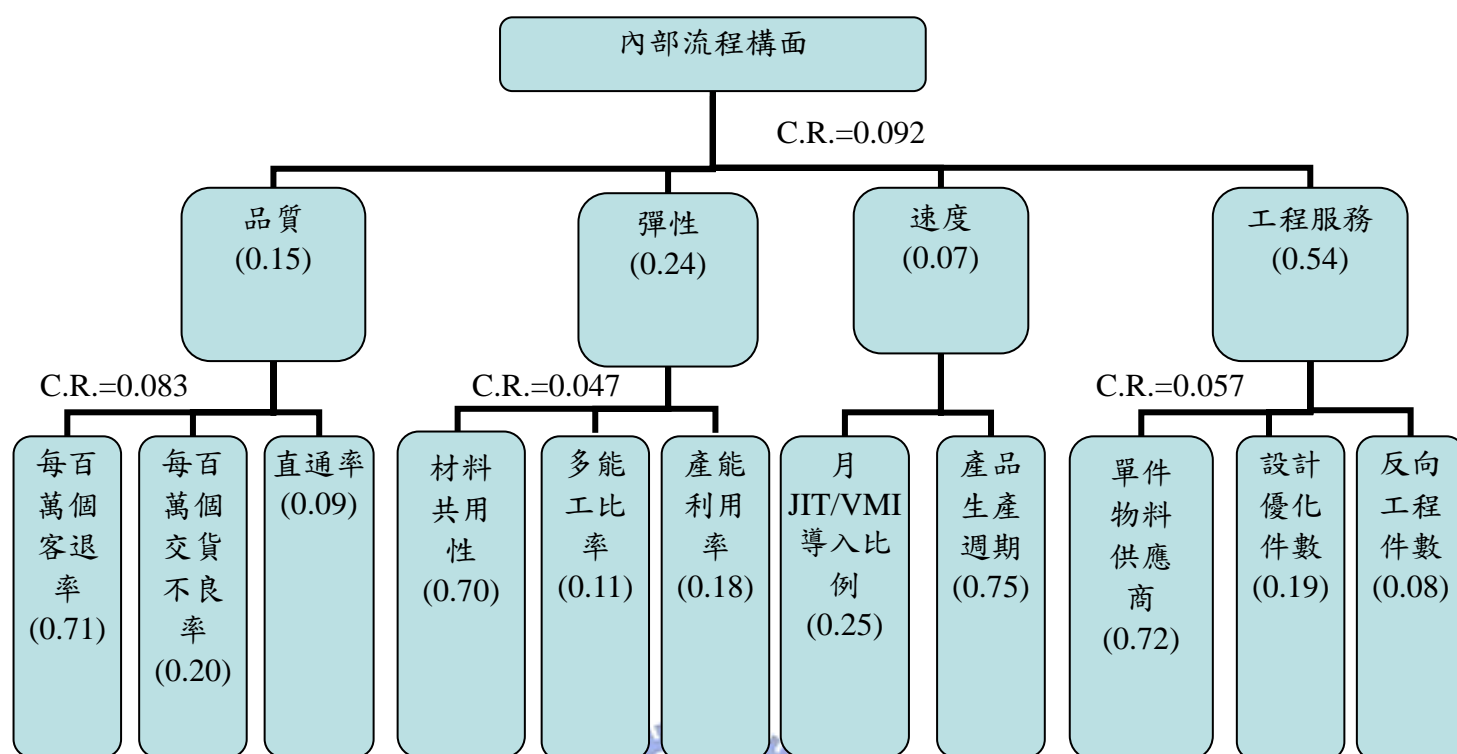 內部流程構面
C.R.=0.092
品質
(0.15)
彈性
(0.24)
速度
(0.07)
工程服務
(0.54)
C.R.=0.083
C.R.=0.047
C.R.=0.057
每百
萬個
客退
率
(0.71)
每百
萬個
交貨
不良
率
(0.20)
直通率
(0.09)
材料
共用
性
(0.70)
多能
工比
率
(0.11)
產能
利用
率
(0.18)
月
JIT/VMI
導入比
例
(0.25)
產品
生產
週期
(0.75)
單件
物料
供應
商
(0.72)
設計
優化
件數
(0.19)
反向
工程
件數
(0.08)